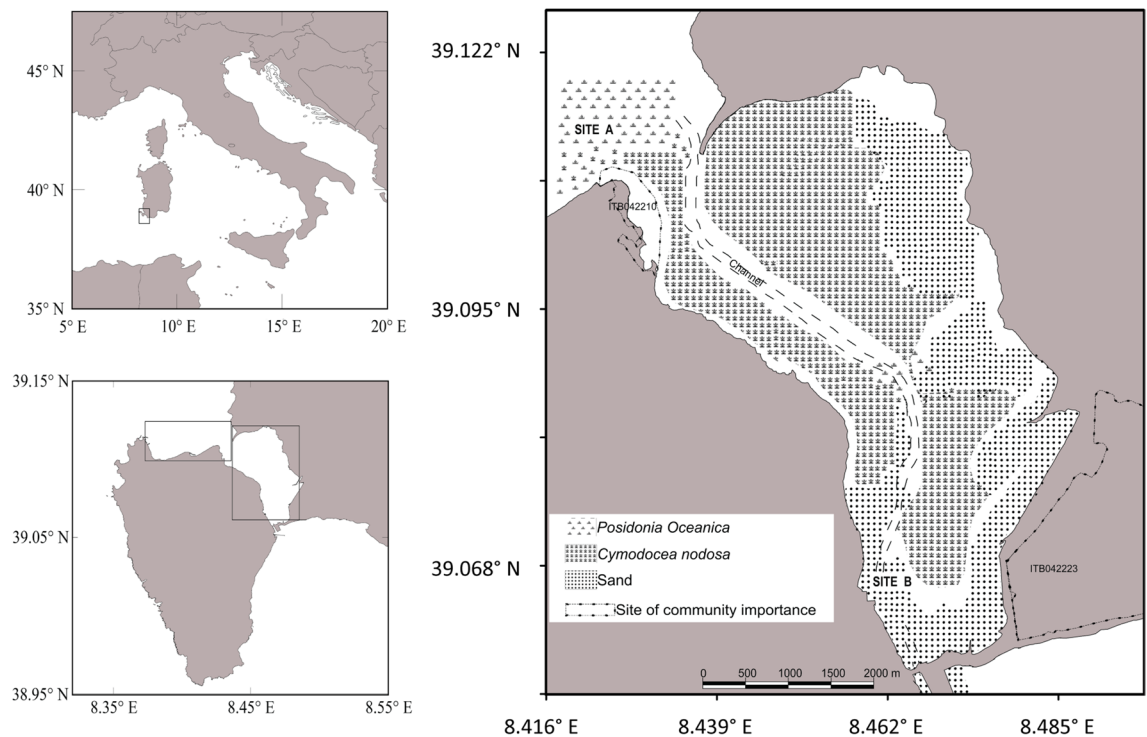 45° N
40° N
35° N
5° E 10° E 15° E 20° E
39.15° N
39.05° N
38.95° N
8.35° E 8.45° E 8.55° E
39.122° N
39.095° N
39.068° N
SITE A
ITB042210
Channel
SITE B
ITB042223
Posidonia Oceanica
Cymodocea nodosa
Sand
Site of community importance
0 500 1000 1500 2000 m
8.416° E 8.439° E 8.462° E 8.485° E